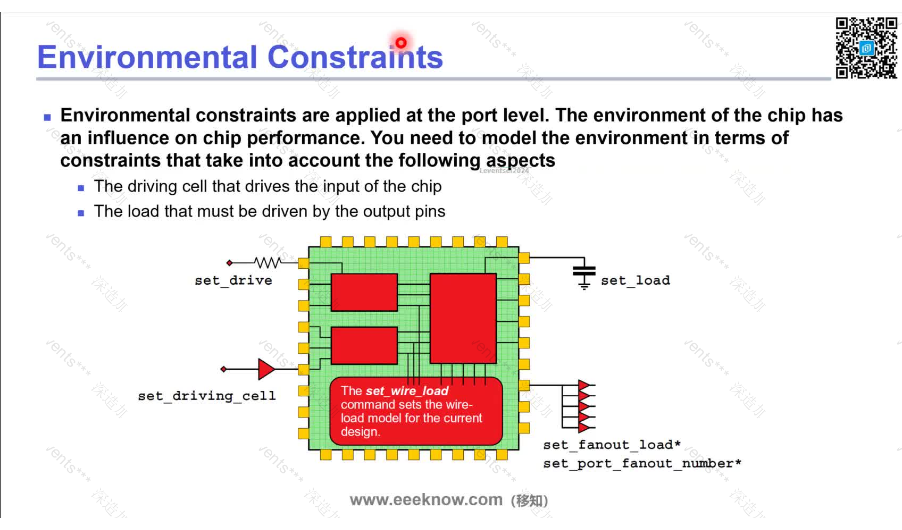 Environmental Constraints
Environmental constraints are applied at the port level. The environment of the chip has
an influence on chip performance. You need to model the environment in terms of
constraints that take into account the following aspects
The driving cell that drives the input of the chip
The load that must be driven by the output pins
set_drive
set_load
set_driving_cell
The set_wire_load
command sets the wire-
load model for the current
design.
set_fanout_load*
set_port_fanout_number*
www.eeeknow.com (移知)